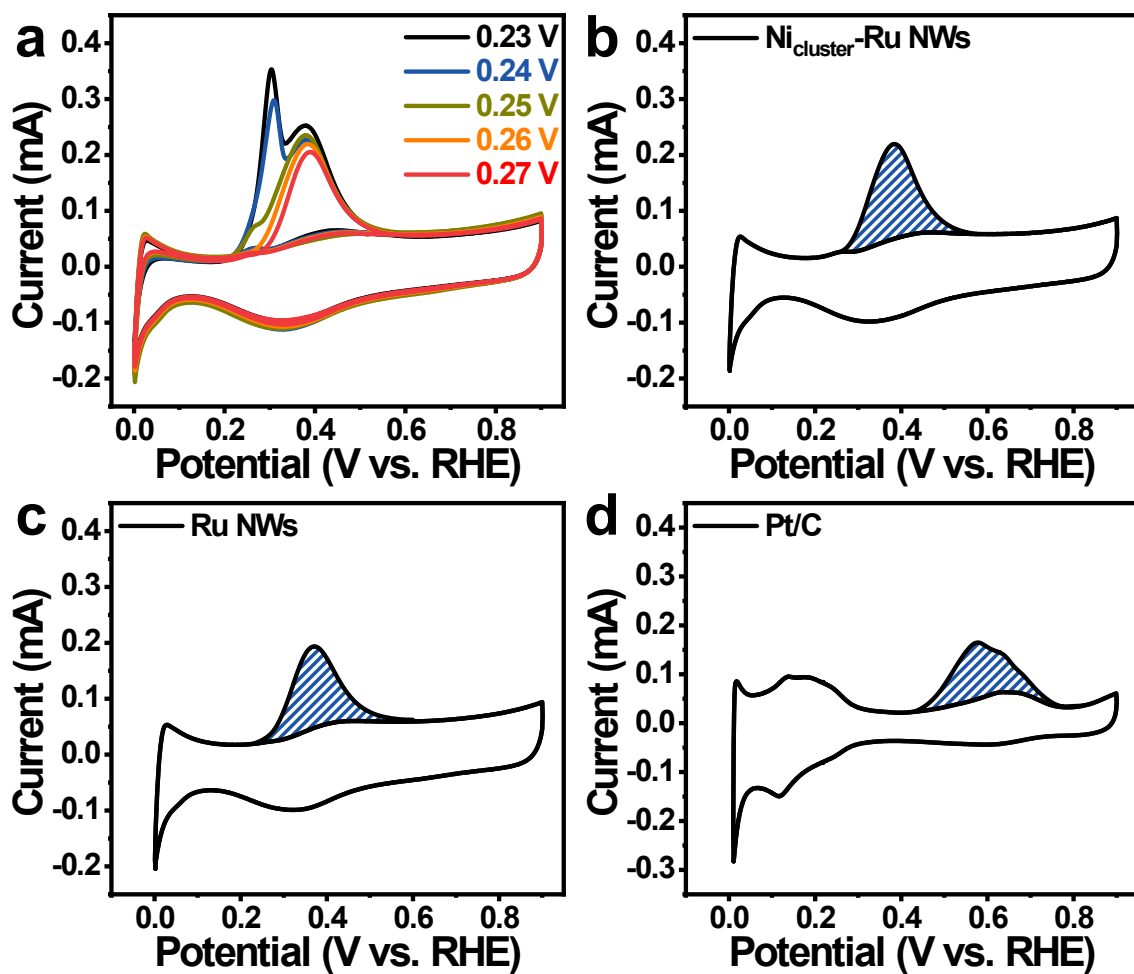 a
0.23 V
0.24 V
0.25 V
0.26 V
0.27 V
0.4
0.3
0.2
0.1
0.0
-0.1
-0.2
Current (mA)
0.0 0.2 0.4 0.6 0.8
Potential (V vs. RHE)
b
Nicluster-Ru NWs
0.4
0.3
0.2
0.1
0.0
-0.1
-0.2
Current (mA)
0.0 0.2 0.4 0.6 0.8
Potential (V vs. RHE)
c
Ru NWs
0.4
0.3
0.2
0.1
0.0
-0.1
-0.2
Current (mA)
0.0 0.2 0.4 0.6 0.8
Potential (V vs. RHE)
d
Pt/C
0.4
0.3
0.2
0.1
0.0
-0.1
-0.2
-0.3
Current (mA)
0.0 0.2 0.4 0.6 0.8
Potential (V vs. RHE)